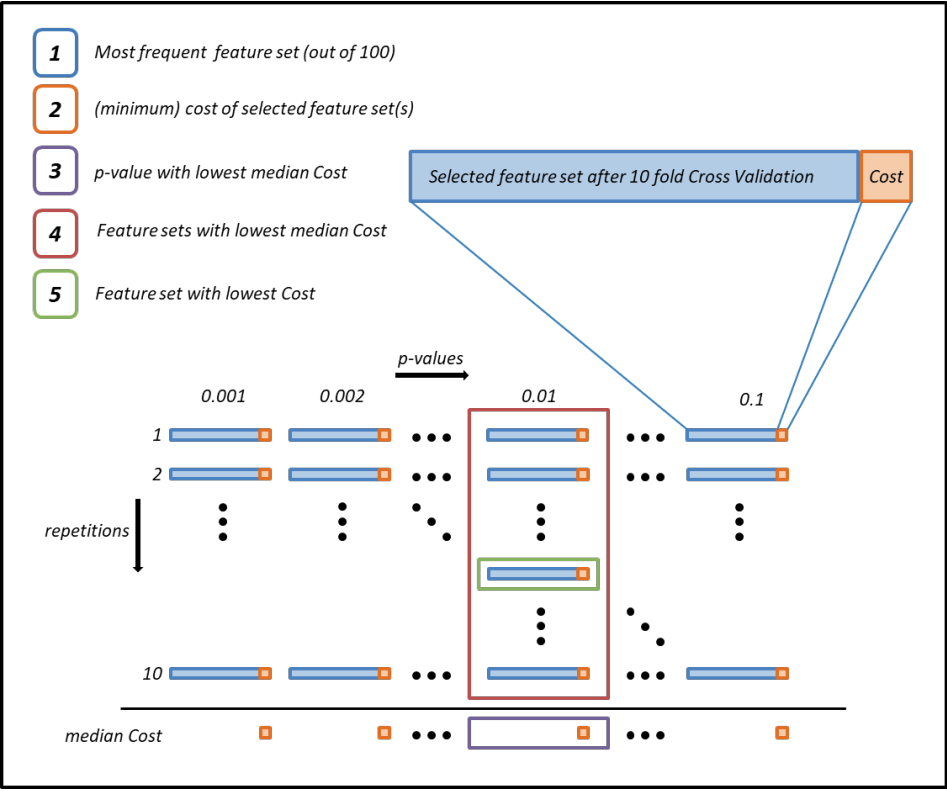 1 Most frequent feature set (out of 100)
2 (minimum) cost of selected feature set(s)
3 p-value with lowest median Cost
4 Feature sets with lowest median Cost
5 Feature set with lowest Cost
Selected feature set after 10 fold Cross Validation Cost
p-values
0.001 0.002 0.01 0.1
1
2
repetitions
10
median Cost